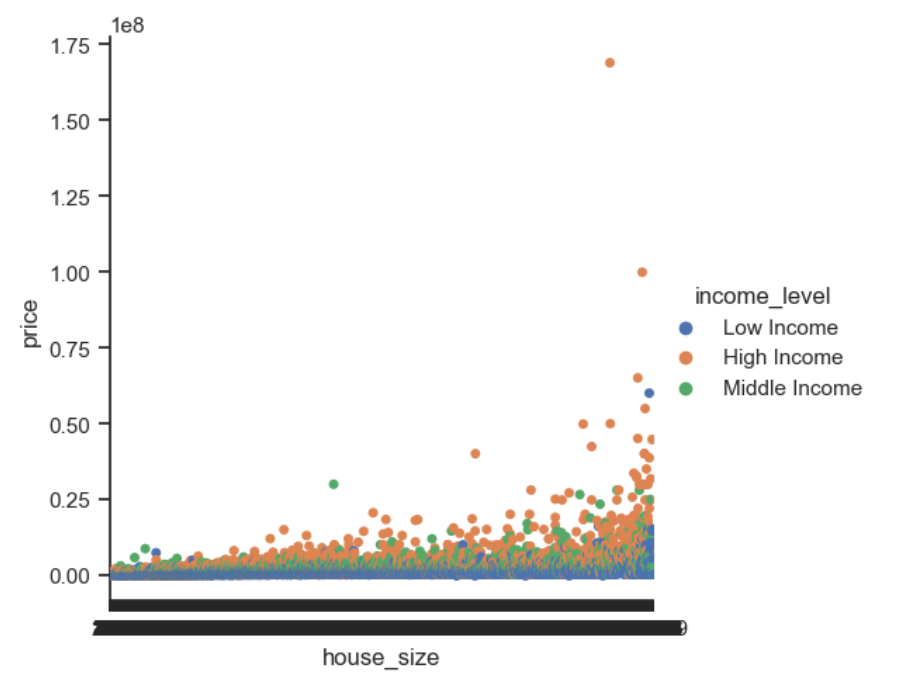 1e8
1.75
1.50
1.25
1.00
0.75
0.50
0.25
0.00
price
house_size
income_level
Low Income
High Income
Middle Income